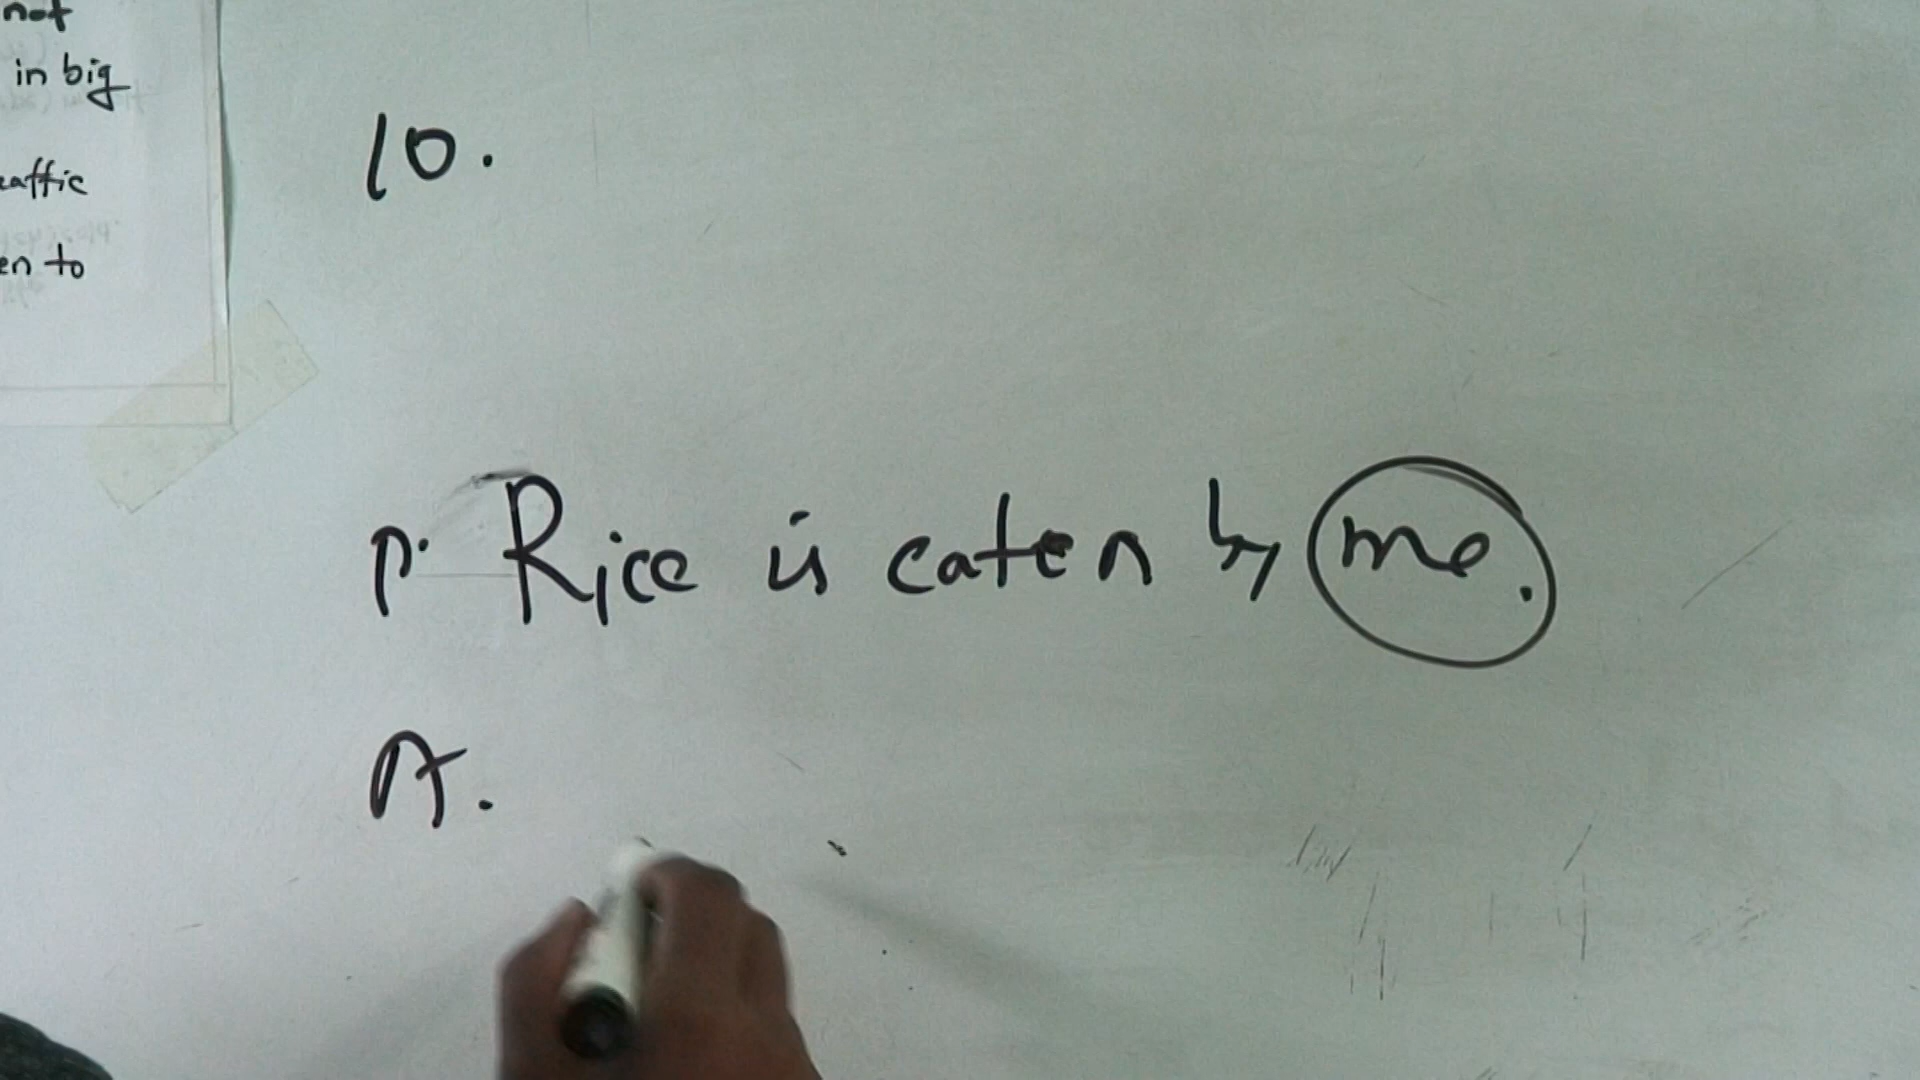 not
in big
affic
en to
10.
P. Rice is eaten by me.
A.